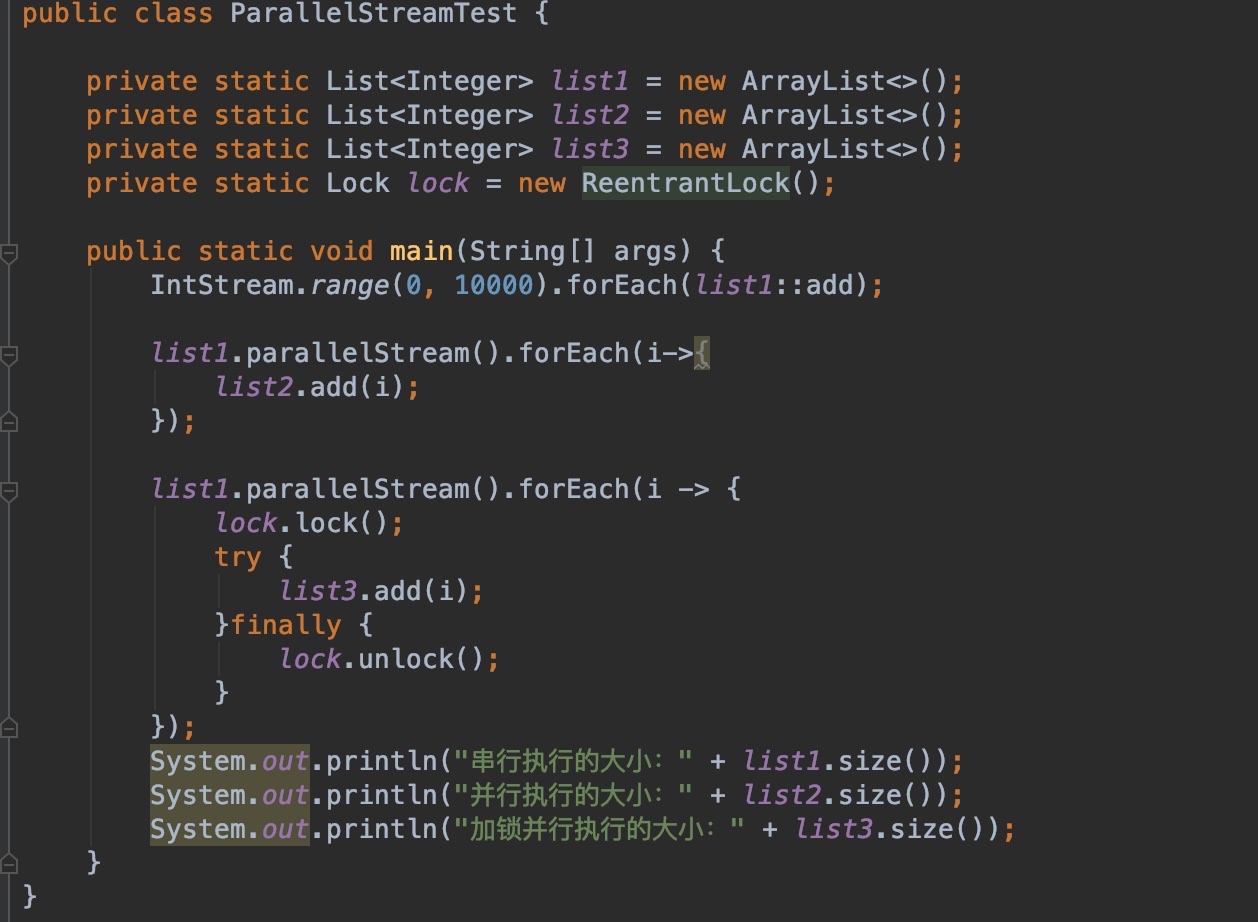 public class ParallelStreamTest {
private static List<Integer> list1 = new ArrayList<>();
private static List<Integer> list2 = new ArrayList<>();
private static List<Integer> list3 = new ArrayList<>();
private static Lock lock = new ReentrantLock();
public static void main(String[] args) {
IntStream.range(0, 10000).forEach(list1::add);
list1.parallelStream().forEach(i->{
list2.add(i);
});
list1.parallelStream().forEach(i -> {
lock.lock();
try {
list3.add(i);
}finally {
lock.unlock();
}
});
System.out.println("串行执行的大小：" + list1.size());
System.out.println("并行执行的大小：" + list2.size());
System.out.println("加锁并行执行的大小：" + list3.size());
}
}